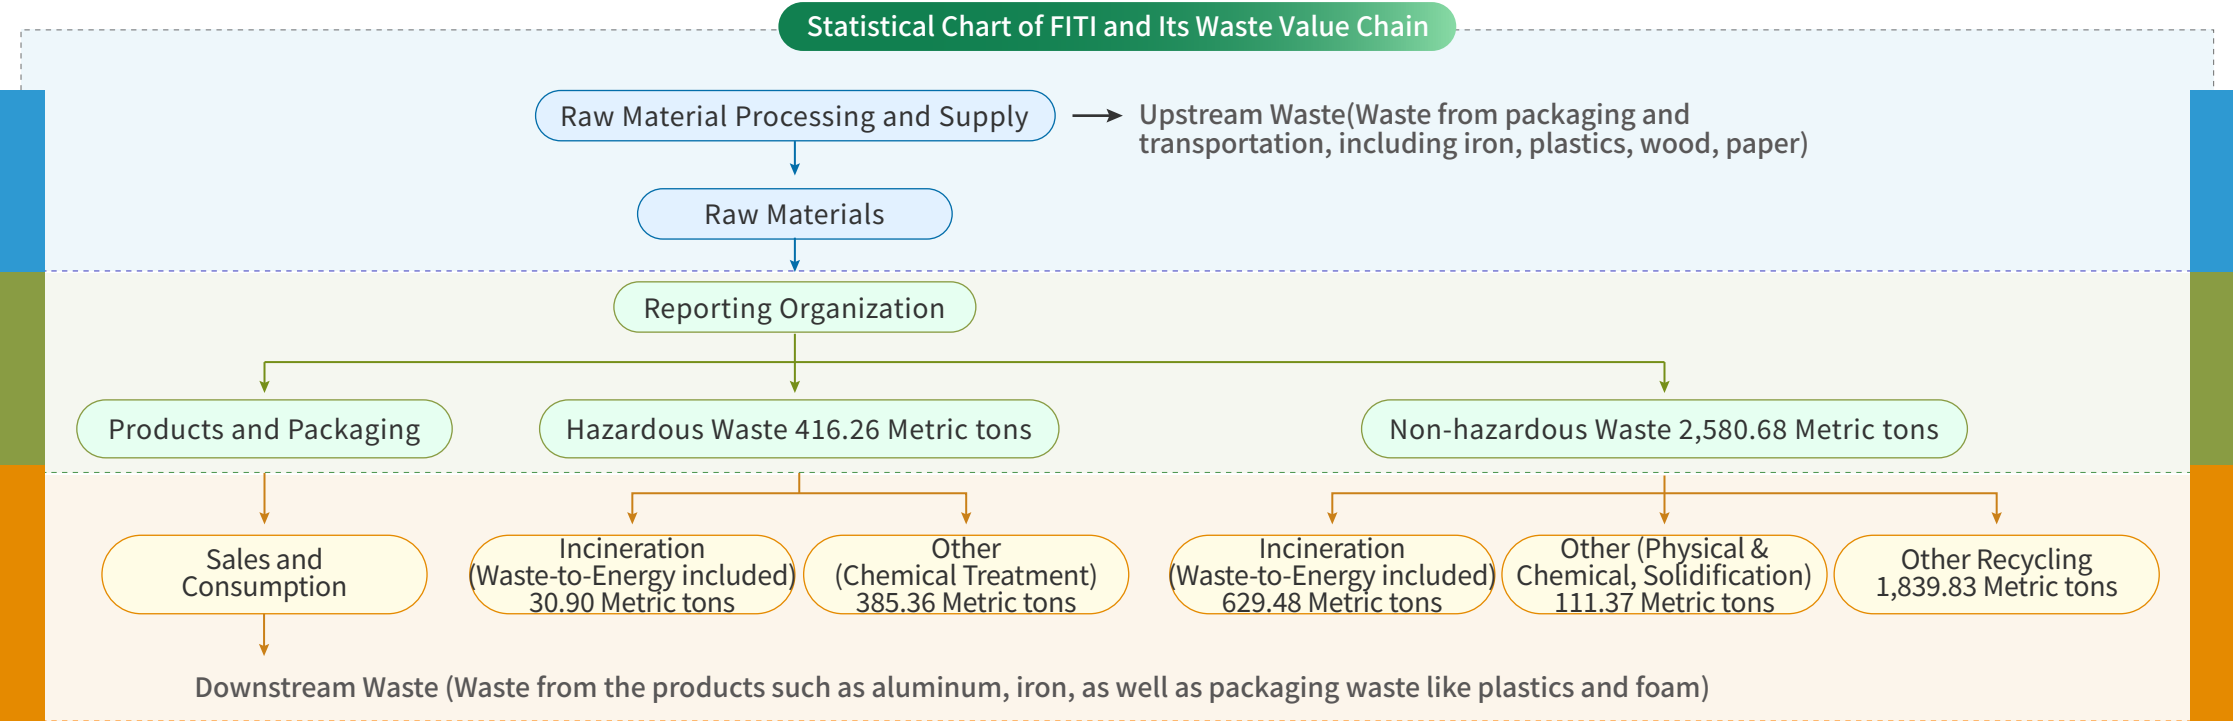 Statistical Chart of FITI and Its Waste Value Chain
Raw Material Processing and Supply
Upstream Waste(Waste from packaging and
transportation, including iron, plastics, wood, paper)
Raw Materials
Reporting Organization
Products and Packaging
Hazardous Waste 416.26 Metric tons
Non-hazardous Waste 2,580.68 Metric tons
Sales and
Consumption
Incineration
(Waste-to-Energy included)
30.90 Metric tons
Other
(Chemical Treatment)
385.36 Metric tons
Incineration
(Waste-to-Energy included)
629.48 Metric tons
Other (Physical &
Chemical, Solidification)
111.37 Metric tons
Other Recycling
1,839.83 Metric tons
Downstream Waste (Waste from the products such as aluminum, iron, as well as packaging waste like plastics and foam)